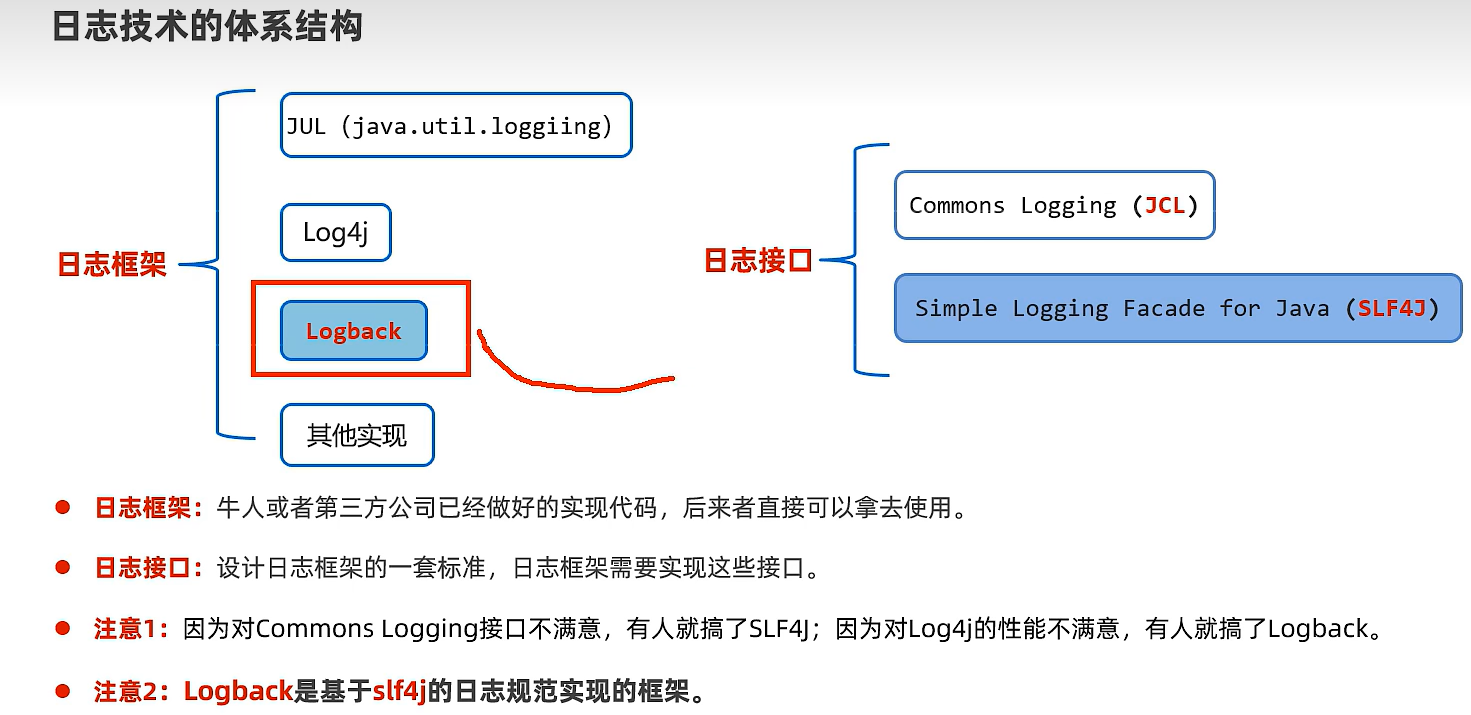 日志技术的体系结构
JUL (java.util.loggiing)
Log4j
日志框架
Logback
其他实现
Commons Logging (JCL)
日志接口
Simple Logging Facade for Java (SLF4J)
日志框架：牛人或者第三方公司已经做好的实现代码，后来者直接可以拿去使用。
日志接口：设计日志框架的一套标准，日志框架需要实现这些接口。
注意1：因为对Commons Logging接口不满意，有人就搞了SLF4J；因为对Log4j的性能不满意，有人就搞了Logback。
注意2：Logback是基于slf4j的日志规范实现的框架。